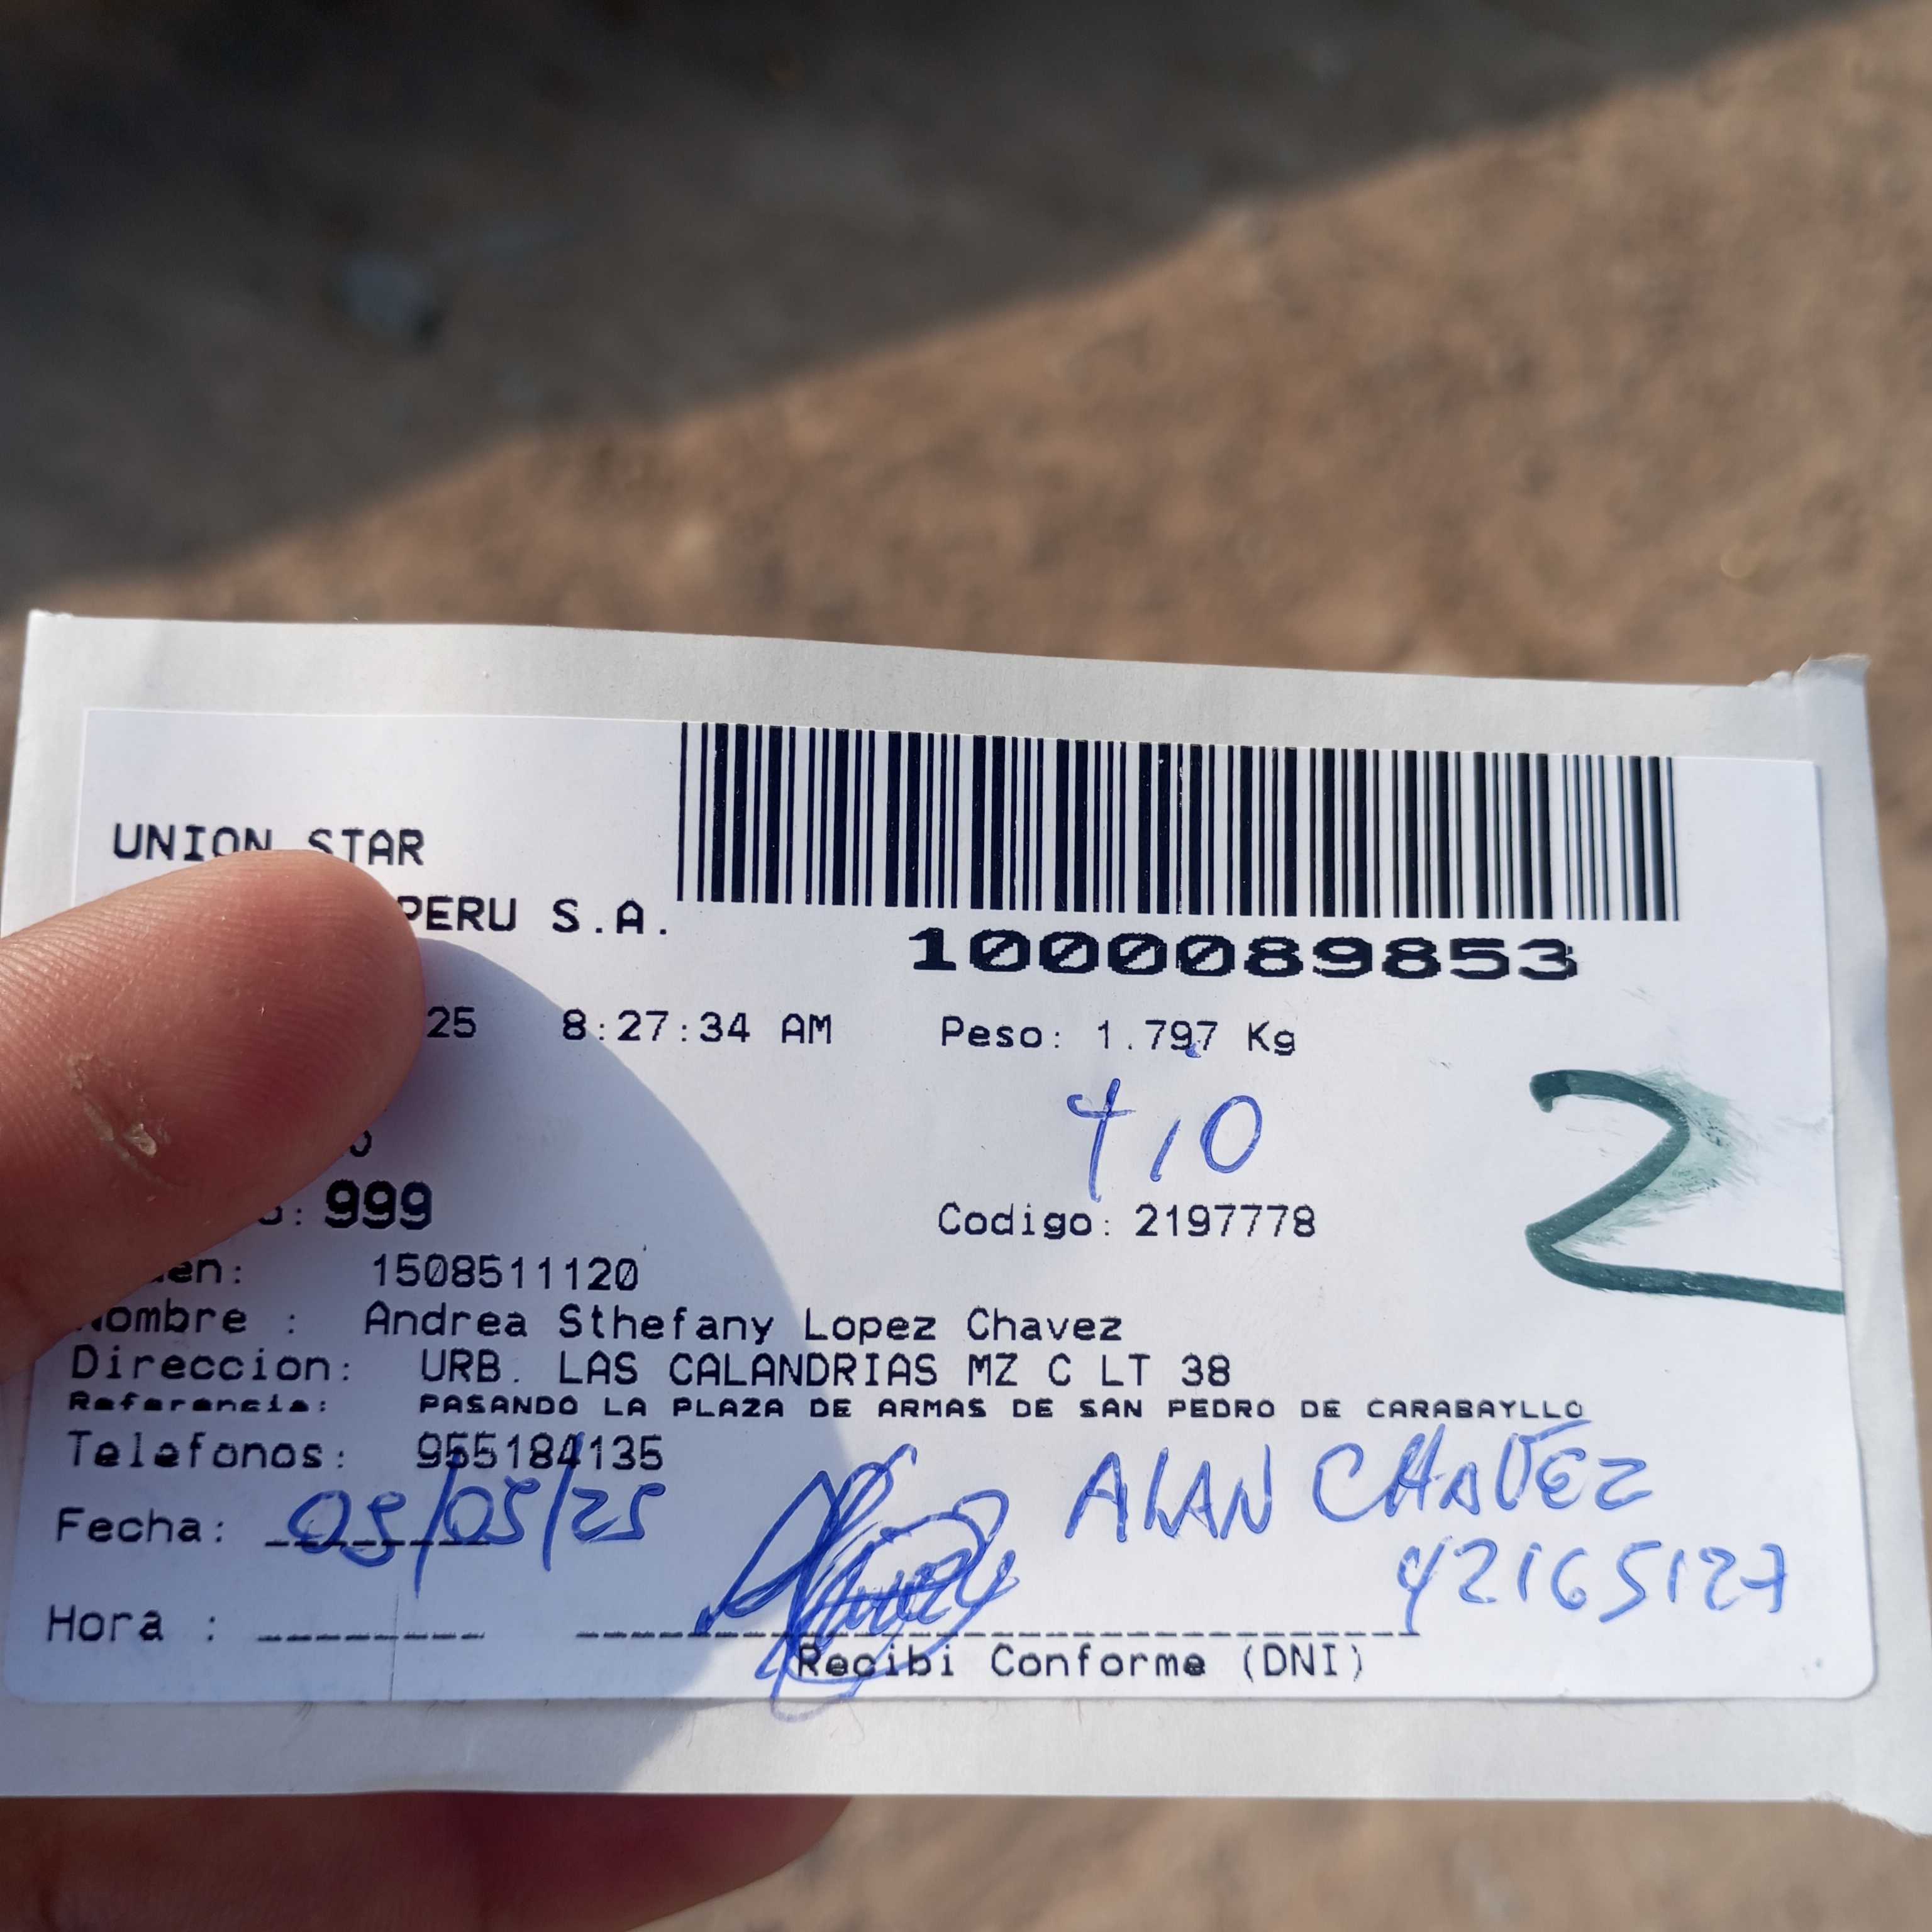 UNION STAR
PERU S.A.
1000089853
25 8:27:34 AM Peso: 1.797 Kg
TIO
2
999 Codigo: 2197778
1508511120
Nombre : Andrea Sthefany Lopez Chavez
Direccion: URB. LAS CALANDRIAS MZ C LT 38
Referencia: PASANDO LA PLAZA DE ARMAS DE SAN PEDRO DE CARABAYLLO
Telefonos: 955184135
ALAN CHAVEZ
Fecha: 05/05/25
42165127
Hora :
Recibi Conforme (DNI)